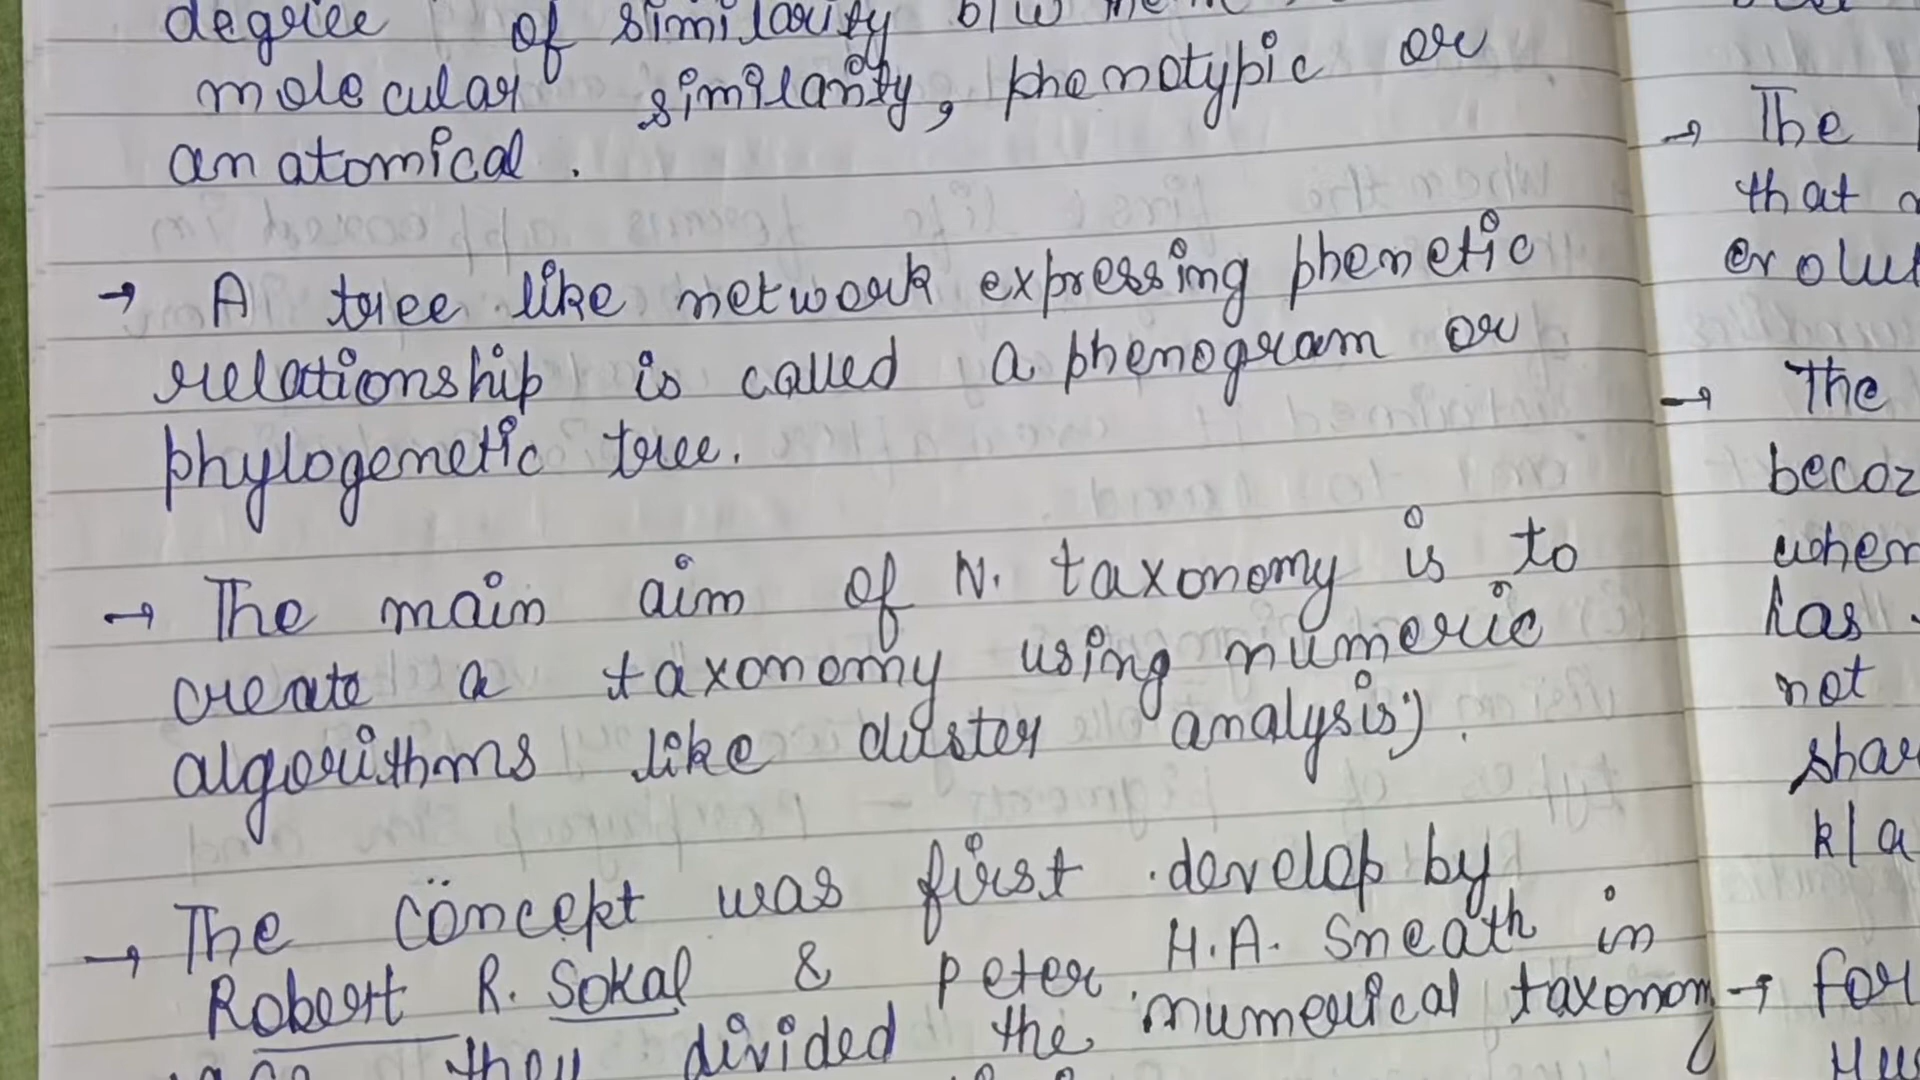 degree of similarity b/w
molecular similarity, phenotypic or
anatomical.
→ A tree like network expressing phenetic
relationship is called a phenogram or
phylogenetic tree.
→ The main aim of N. taxonomy is to
create a taxonomy using numeric
algorithms like cluster analysis)
→ The concept was first develop by
Robert R. Sokal & Peter H.A. Sneath in
they divided the numerical taxonomy
→ The
that
evolut
→ The
becoz
when
has
not
shar
k/a
→ For